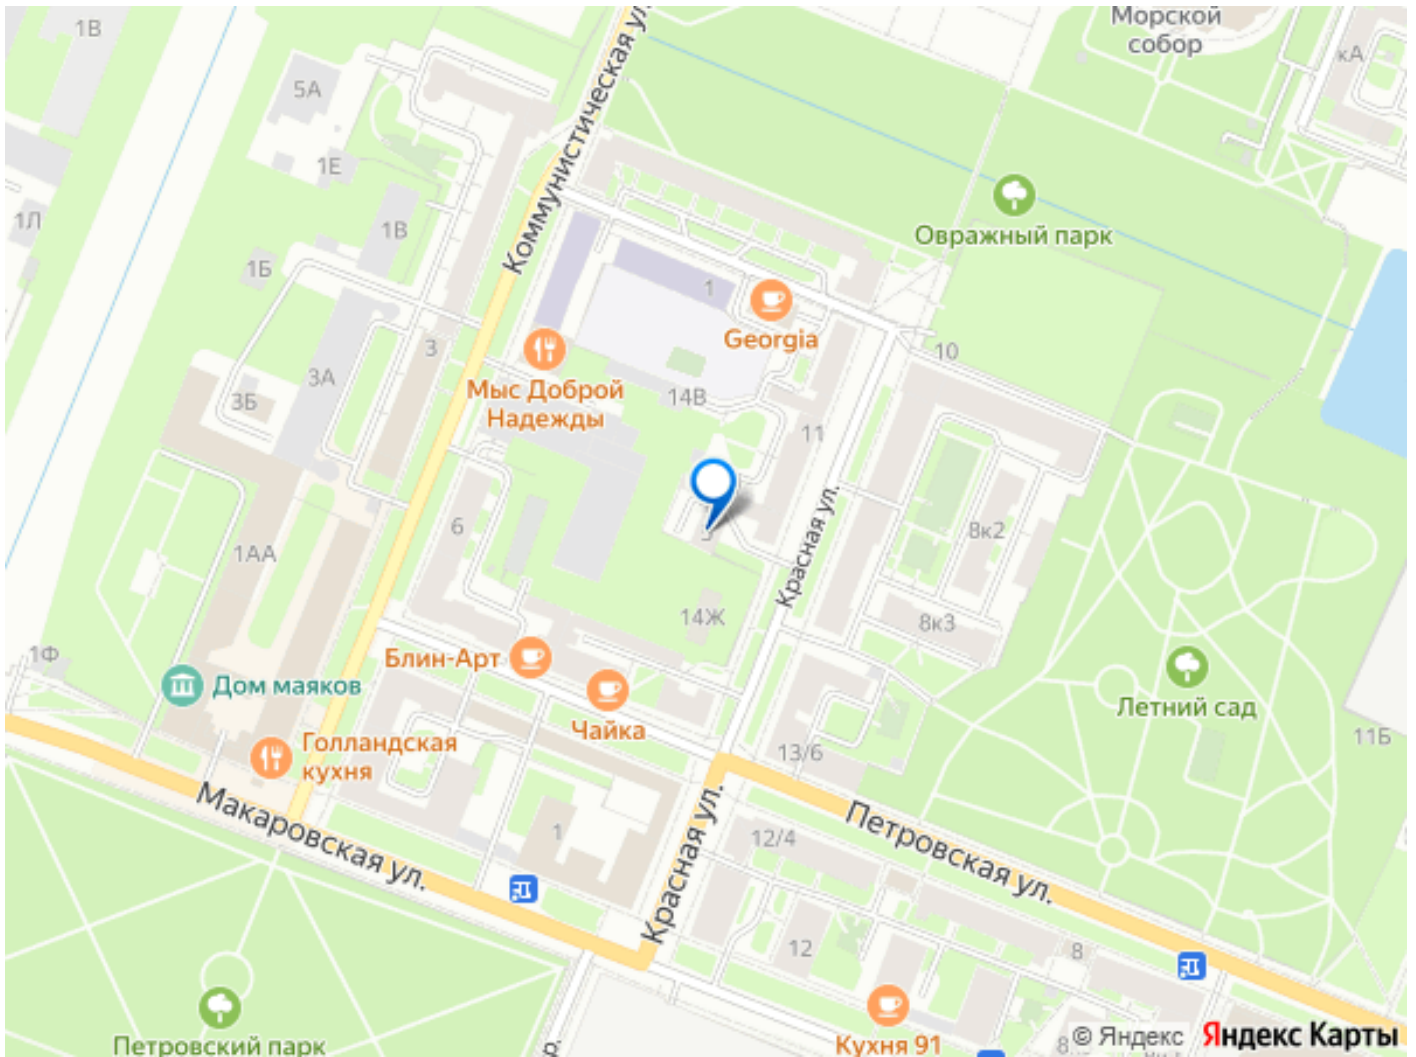 1В
Морской
собор
кА
5А
Коммунистическая ул.
1Е
1Л
1В
Овражный парк
1Б
1
Georgia
3
10
3А
Мыс Доброй
Надежды
14В
3Б
11
6
8к2
1АА
Красная ул.
14Ж
8к3
1Ф
Блин-Арт
Дом маяков
Чайка
Летний сад
Голландская
кухня
13/6
11Б
Макаровская ул.
1
12/4
Петровская ул.
Красная ул.
12
8
Петровский парк
Кухня 91
© Яндекс
Яндекс Карты